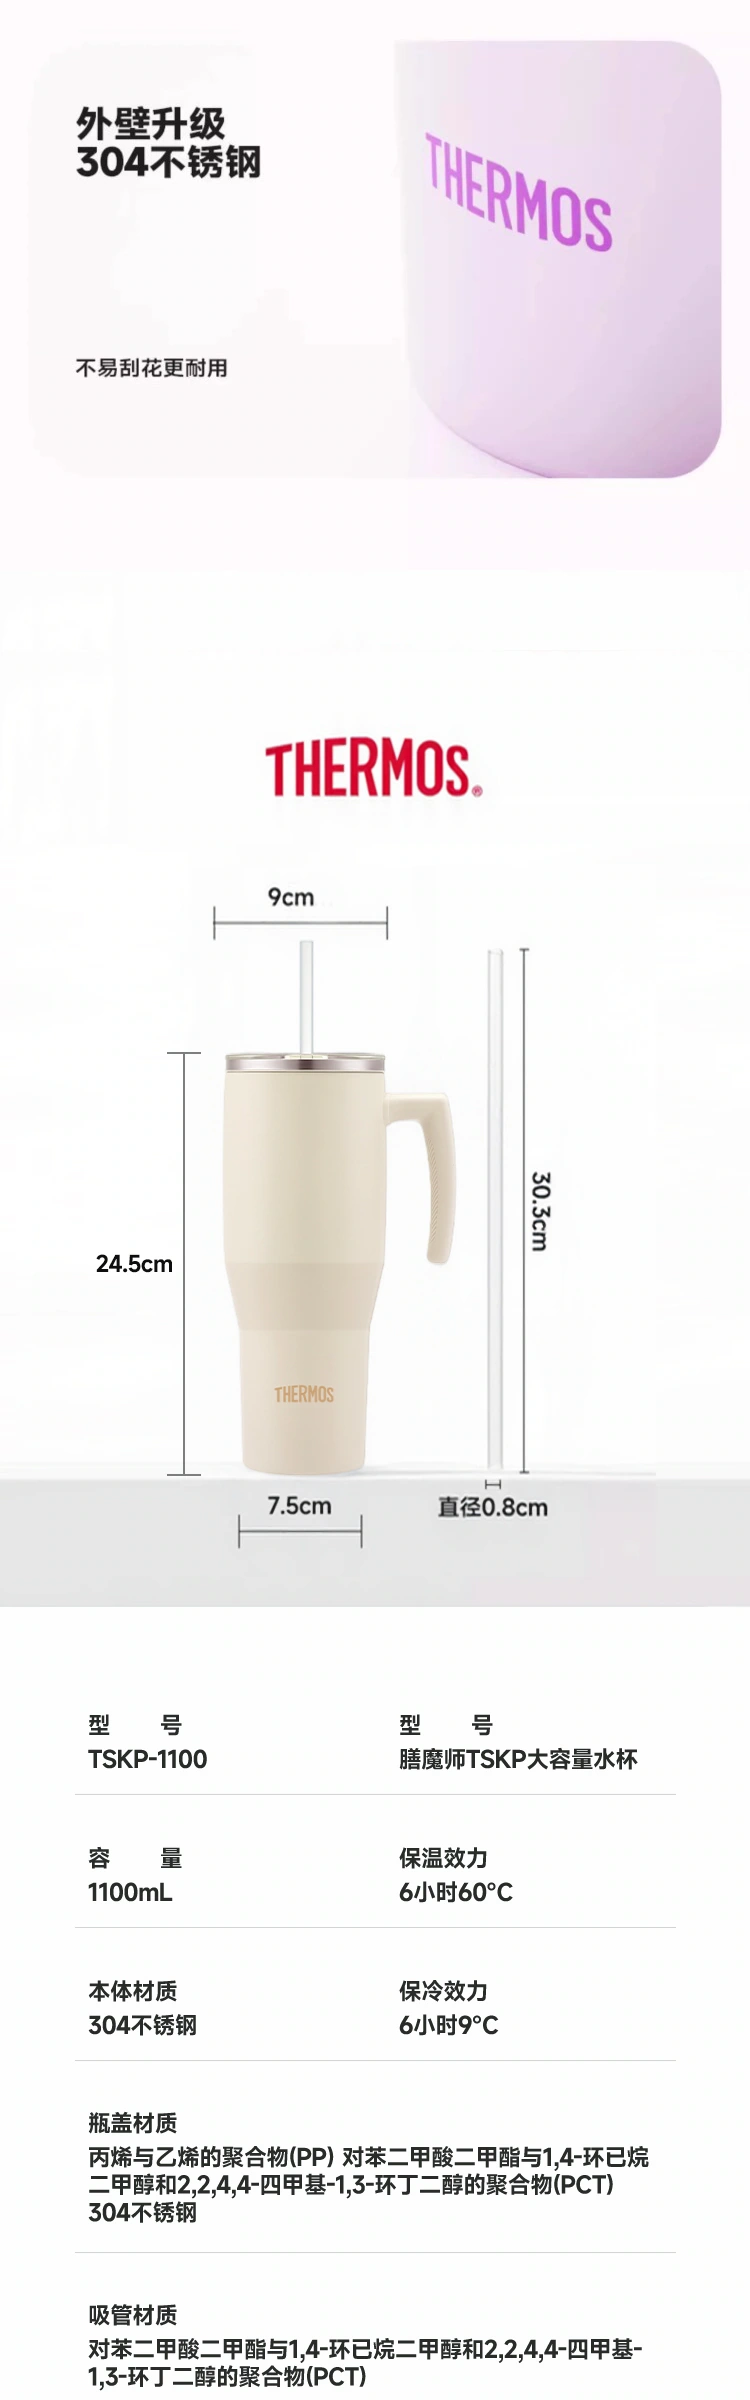 外壁升级
304不锈钢
THERMOS
不易刮花更耐用
THERMOS®
9cm
30.3cm
24.5cm
THERMOS
7.5cm
直径0.8cm
型 号
TSKP-1100
型 号
膳魔师TSKP大容量水杯
容 量
1100mL
保温效力
6小时60°C
本体材质
304不锈钢
保冷效力
6小时9°C
瓶盖材质
丙烯与乙烯的聚合物(PP) 对苯二甲酸二甲酯与1,4-环已烷
二甲醇和2,2,4,4-四甲基-1,3-环丁二醇的聚合物(PCT)
304不锈钢
吸管材质
对苯二甲酸二甲酯与1,4-环已烷二甲醇和2,2,4,4-四甲基-
1,3-环丁二醇的聚合物(PCT)